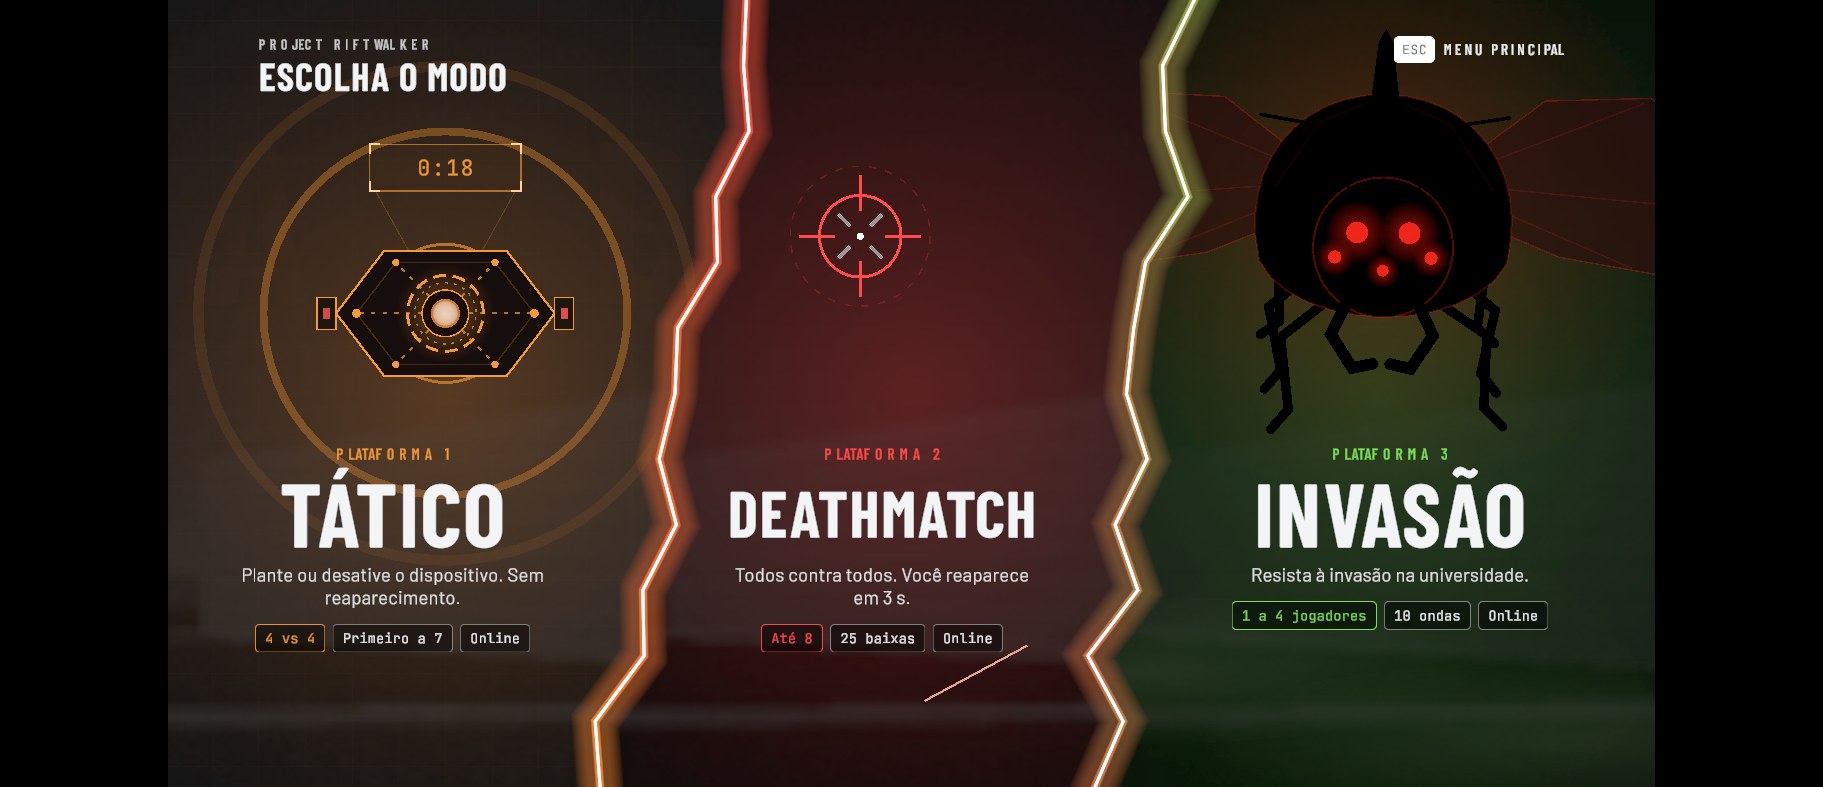 PROJECT RIFTWALKER
ESCOLHA O MODO
ESC MENU PRINCIPAL
0:18
PLATAFORMA 1
TÁTICO
Plante ou desative o dispositivo. Sem
reaparecimento.
4 vs 4 Primeiro a 7 Online
PLATAFORMA 2
DEATHMATCH
Todos contra todos. Você reaparece
em 3 s.
Até 8 25 baixas Online
PLATAFORMA 3
INVASÃO
Resista à invasão na universidade.
1 a 4 jogadores 10 ondas Online